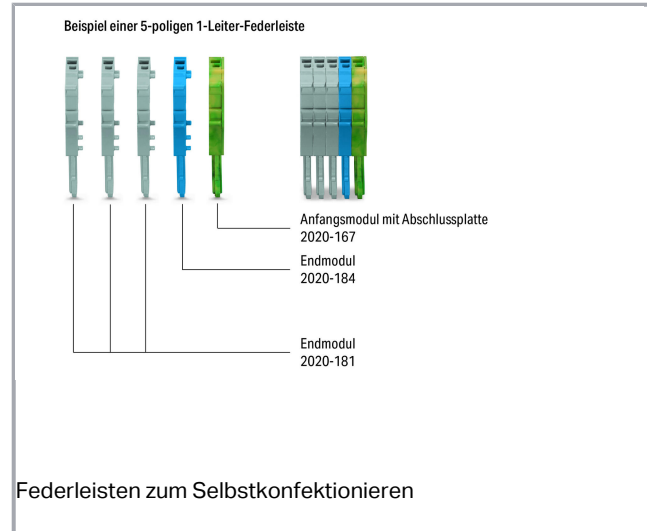 Beispiel einer 5-poligen 1-Leiter-Federleiste
Anfangsmodul mit Abschlussplatte
2020-167
Endmodul
2020-184
Endmodul
2020-181
Federleisten zum Selbstkonfektionieren